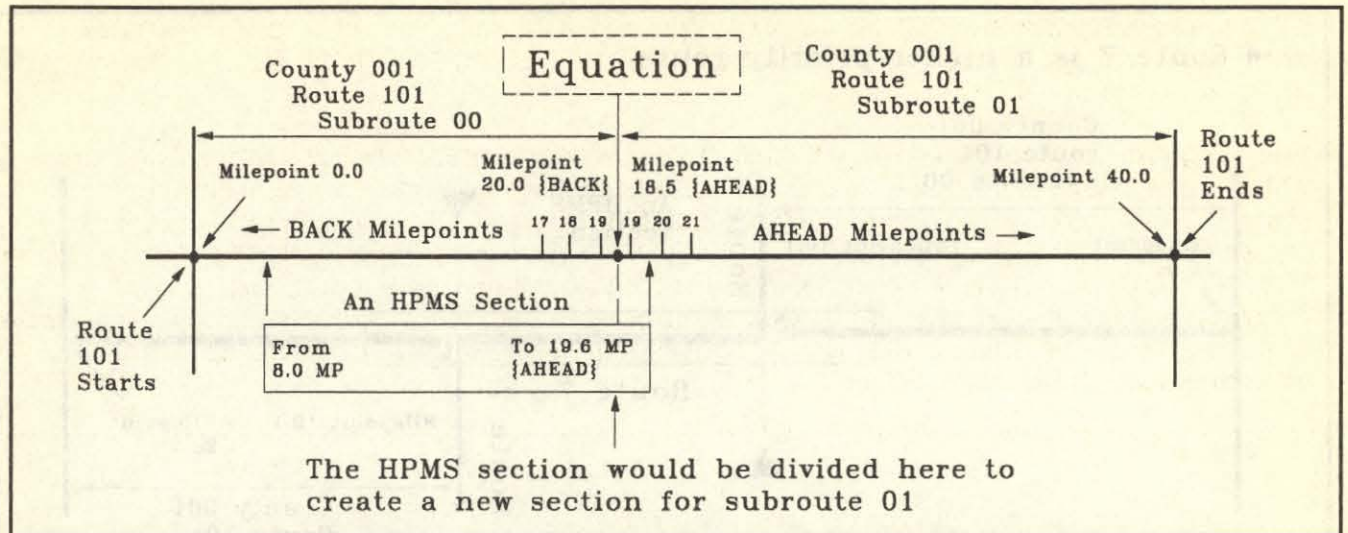 Equation
County 001
Route 101
Subroute 00
County 001
Route 101
Subroute 01
Milepoint 0.0
Milepoint
20.0 {BACK}
Milepoint
18.5 {AHEAD}
Milepoint 40.0
Route
101
Ends
← BACK Milepoints
17 18 19 19 20 21
AHEAD Milepoints →
An HPMS Section
Route
101
Starts
From
8.0 MP
To 19.6 MP
{AHEAD}
The HPMS section would be divided here to
create a new section for subroute 01